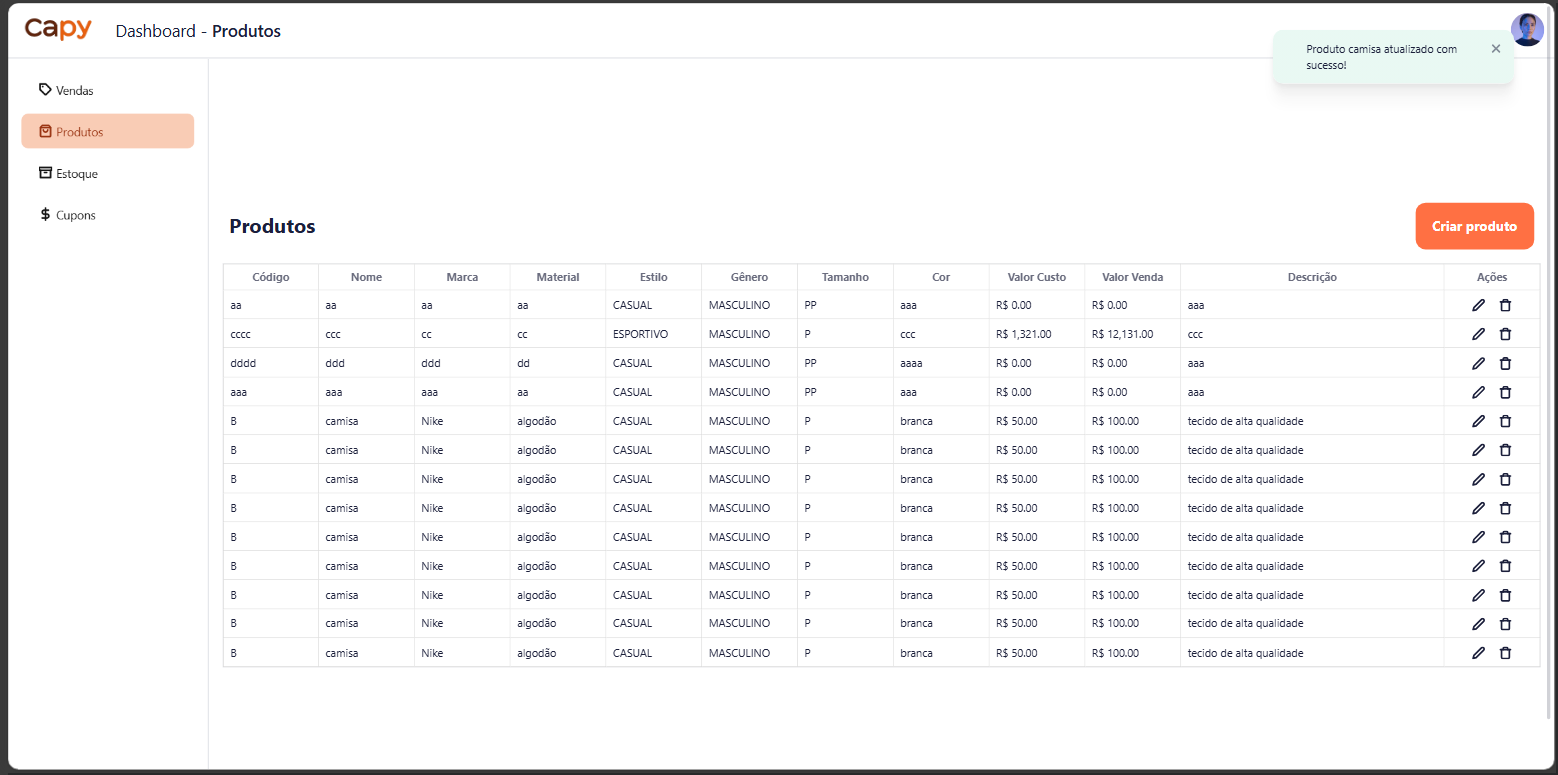 Capy
Dashboard - Produtos
Produto camisa atualizado com
sucesso!
Vendas
Produtos
Estoque
Cupons
Produtos
Criar produto
Código Nome Marca Material Estilo Gênero Tamanho Cor Valor Custo Valor Venda Descrição Ações
aa aa aa aa CASUAL MASCULINO PP aaa R$ 0.00 R$ 0.00 aaa
cccc ccc cc cc ESPORTIVO MASCULINO P ccc R$ 1,321.00 R$ 12,131.00 ccc
dddd ddd ddd dd CASUAL MASCULINO PP aaaa R$ 0.00 R$ 0.00 aaa
aaa aaa aaa aa CASUAL MASCULINO PP aaa R$ 0.00 R$ 0.00 aaa
B camisa Nike algodão CASUAL MASCULINO P branca R$ 50.00 R$ 100.00 tecido de alta qualidade
B camisa Nike algodão CASUAL MASCULINO P branca R$ 50.00 R$ 100.00 tecido de alta qualidade
B camisa Nike algodão CASUAL MASCULINO P branca R$ 50.00 R$ 100.00 tecido de alta qualidade
B camisa Nike algodão CASUAL MASCULINO P branca R$ 50.00 R$ 100.00 tecido de alta qualidade
B camisa Nike algodão CASUAL MASCULINO P branca R$ 50.00 R$ 100.00 tecido de alta qualidade
B camisa Nike algodão CASUAL MASCULINO P branca R$ 50.00 R$ 100.00 tecido de alta qualidade
B camisa Nike algodão CASUAL MASCULINO P branca R$ 50.00 R$ 100.00 tecido de alta qualidade
B camisa Nike algodão CASUAL MASCULINO P branca R$ 50.00 R$ 100.00 tecido de alta qualidade
B camisa Nike algodão CASUAL MASCULINO P branca R$ 50.00 R$ 100.00 tecido de alta qualidade